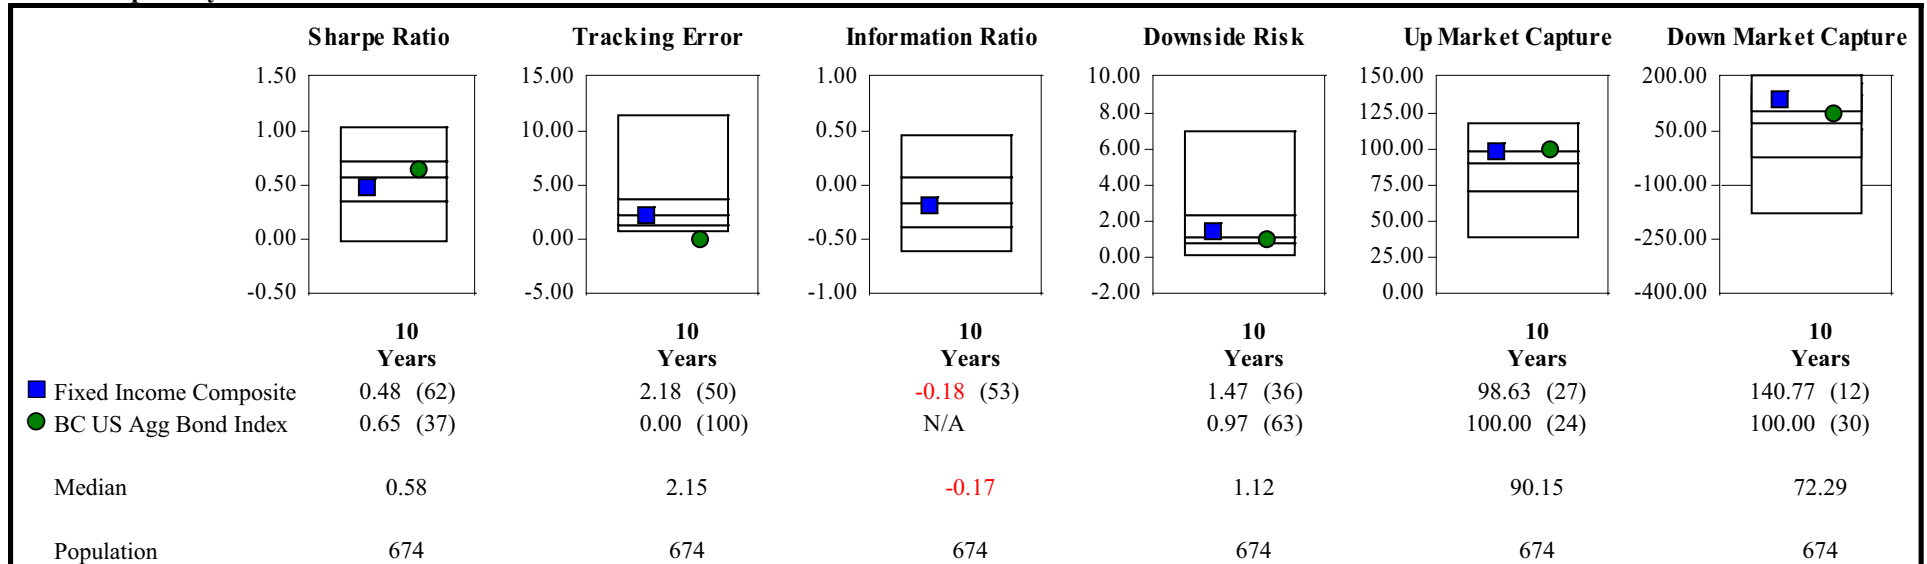 Sharpe Ratio Tracking Error Information Ratio Downside Risk Up Market Capture Down Market Capture
1.50 15.00 1.00 10.00 150.00 200.00
8.00 125.00
1.00 10.00 0.50 50.00
6.00 100.00
0.50 5.00 0.00 4.00 75.00 -100.00
2.00 50.00
0.00 0.00 -0.50 -250.00
0.00 25.00
-0.50 -5.00 -1.00 -2.00 0.00 -400.00
10 10 10 10 10 10
Years Years Years Years Years Years
Fixed Income Composite 0.48 (62) 2.18 (50) -0.18 (53) 1.47 (36) 98.63 (27) 140.77 (12)
BC US Agg Bond Index 0.65 (37) 0.00 (100) N/A 0.97 (63) 100.00 (24) 100.00 (30)
Median 0.58 2.15 -0.17 1.12 90.15 72.29
Population 674 674 674 674 674 674